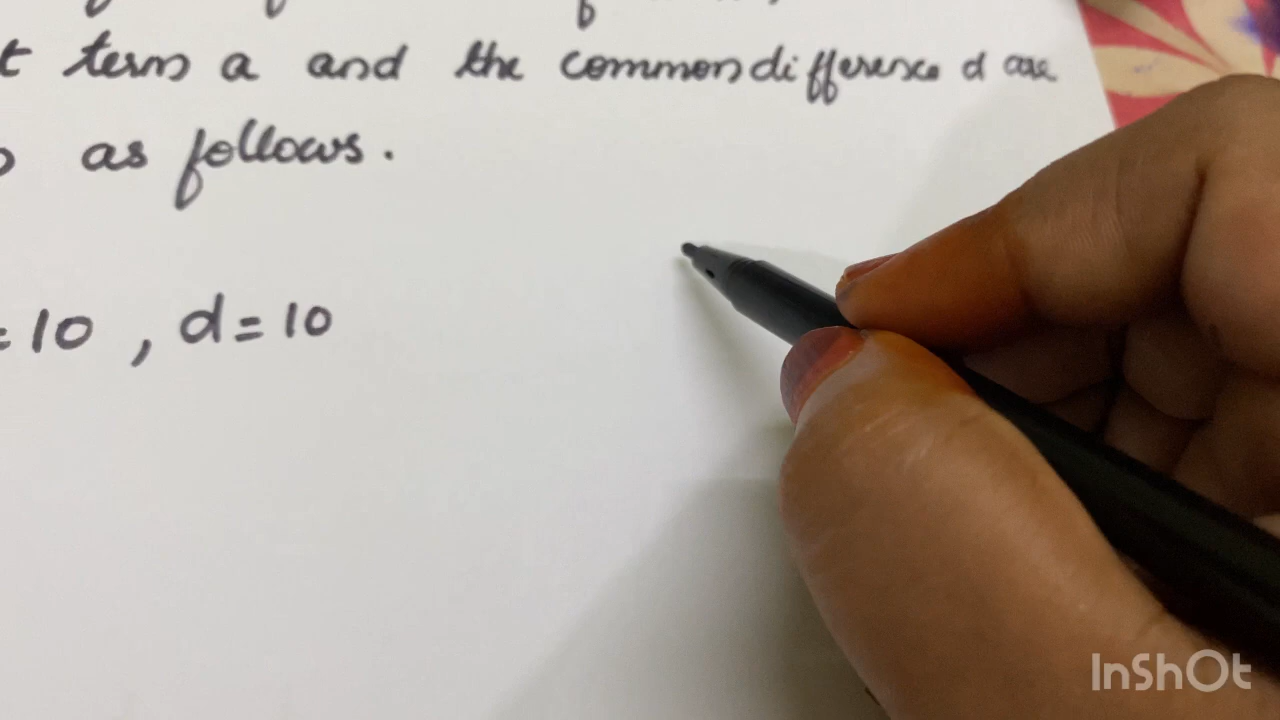 t term a and the common difference d are
as follows.
= 10 , d = 10
InShOt